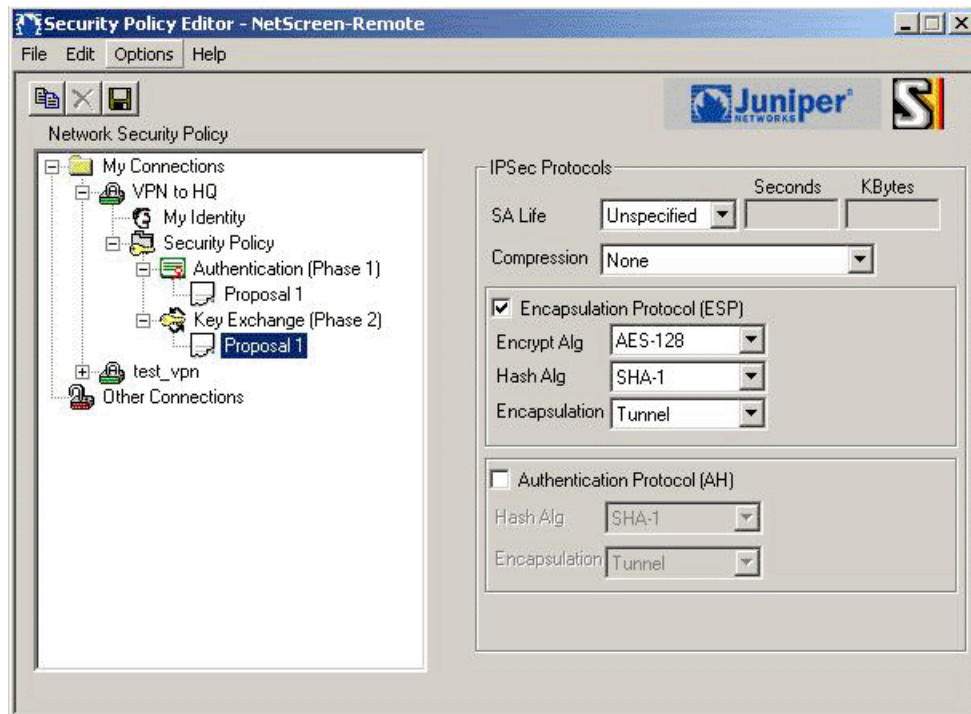 Security Policy Editor - NetScreen-Remote
File Edit Options Help
Juniper
NETWORKS
S
Network Security Policy
My Connections
VPN to HQ
My Identity
Security Policy
Authentication (Phase 1)
Proposal 1
Key Exchange (Phase 2)
Proposal 1
test_vpn
Other Connections
IPSec Protocols
Seconds KBytes
SA Life Unspecified
Compression None
Encapsulation Protocol (ESP)
Encrypt Alg AES-128
Hash Alg SHA-1
Encapsulation Tunnel
Authentication Protocol (AH)
Hash Alg SHA-1
Encapsulation Tunnel